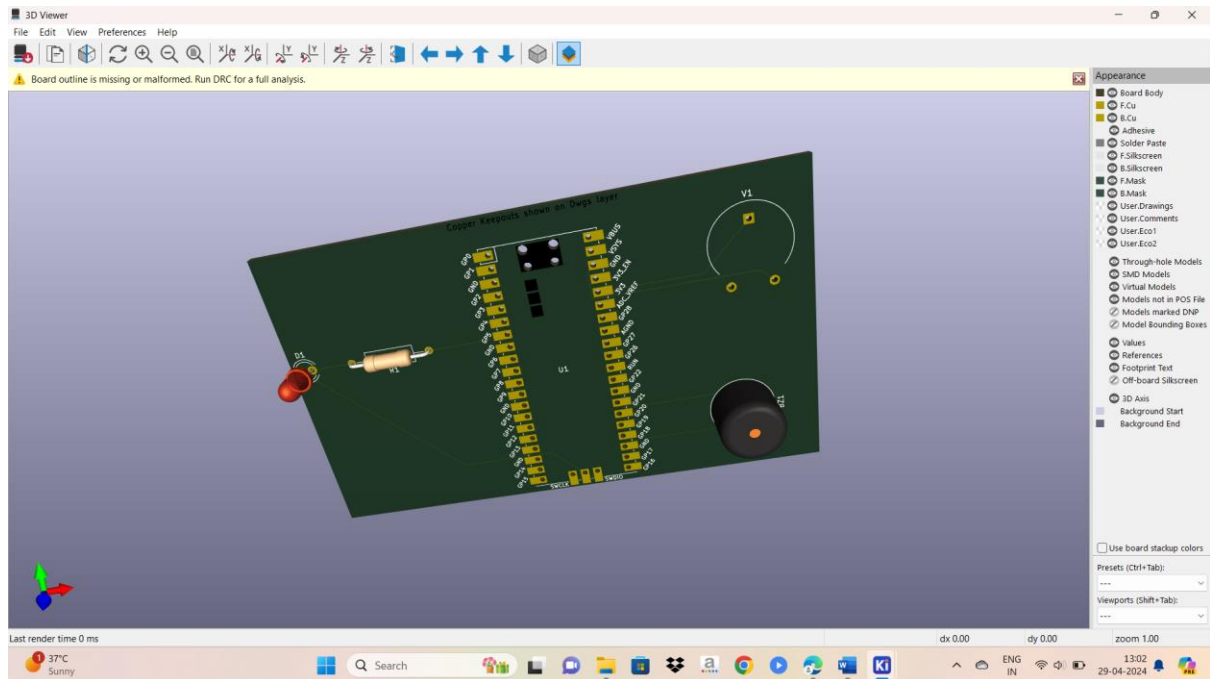 3D Viewer
File Edit View Preferences Help
Board outline is missing or malformed. Run DRC for a full analysis.
Appearance
Board Body
F.Cu
B.Cu
Adhesive
Solder Paste
F.Silkscreen
B.Silkscreen
F.Mask
B.Mask
User.Drawings
User.Comments
User.Eco1
User.Eco2
Through-hole Models
SMD Models
Virtual Models
Models not in POS File
Models marked DNP
Model Bounding Boxes
Values
References
Footprint Text
Off-board Silkscreen
3D Axis
Background Start
Background End
Use board stackup colors
Presets (Ctrl+Tab):
---
Viewports (Shift+Tab):
---
Copper Keepouts shown on Dwgs layer
V1
D1
R1
U1
BZ1
GP0
GP1
GND
GP2
GP3
GP4
GP5
GND
GP6
GP7
GP8
GP9
GND
GP10
GP11
GP12
GP13
GND
GP14
GP15
VBUS
VSYS
GND
3V3_EN
3V3
ADC_VREF
GP28
AGND
GP27
GP26
RUN
GP22
GND
GP21
GP20
GP19
GP18
GND
GP17
GP16
SWCLK
SWDIO
Last render time 0 ms
dx 0.00
dy 0.00
zoom 1.00
1
37°C
Sunny
Search
a
Ki
ENG
IN
13:02
29-04-2024
PRE